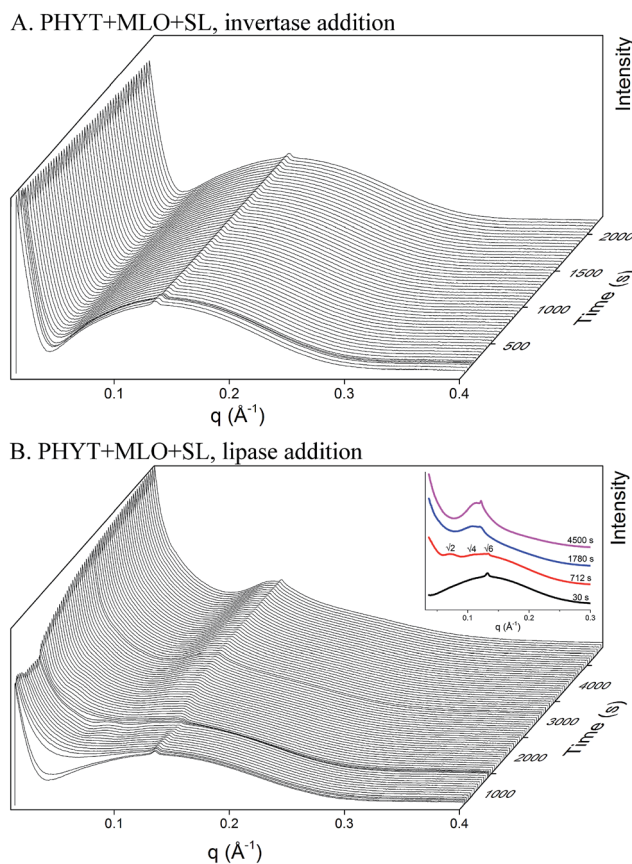 A. PHYT+MLO+SL, invertase addition
Intensity
2000
1500
1000
500
Time (s)
0.1 0.2 0.3 0.4
q (Å-1)
B. PHYT+MLO+SL, lipase addition
Intensity
4500 s
1780 s
√2 √4 √6
712 s
30 s
0.1 0.2 0.3
q (Å-1)
4000
3000
2000
1000
Time (s)
0.1 0.2 0.3 0.4
q (Å-1)